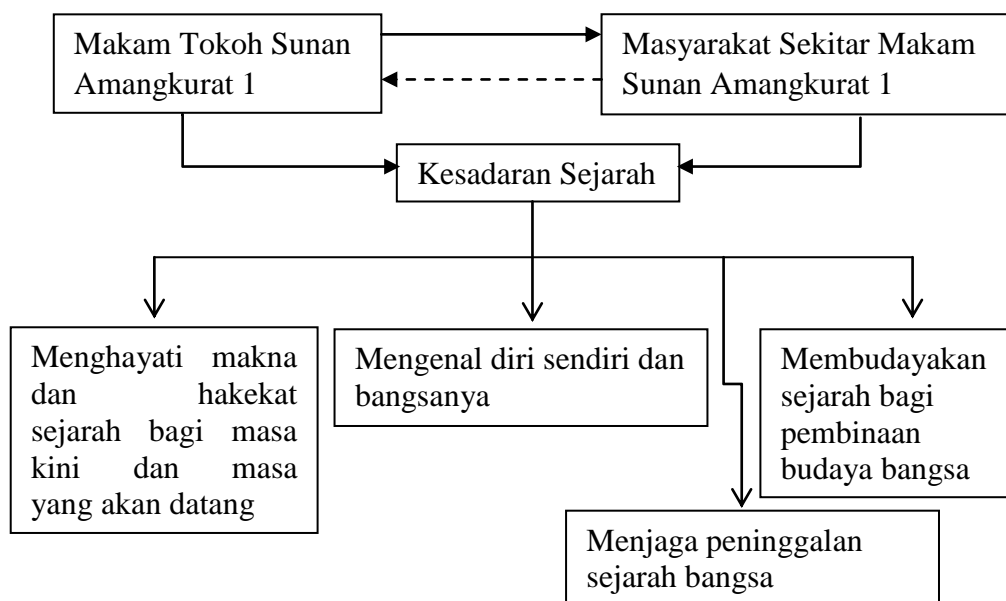 Makam Tokoh Sunan
Amangkurat 1
Masyarakat Sekitar Makam
Sunan Amangkurat 1
Kesadaran Sejarah
Menghayati makna
dan hakekat
sejarah bagi masa
kini dan masa
yang akan datang
Mengenal diri sendiri dan
bangsanya
Membudayakan
sejarah bagi
pembinaan
budaya bangsa
Menjaga peninggalan
sejarah bangsa